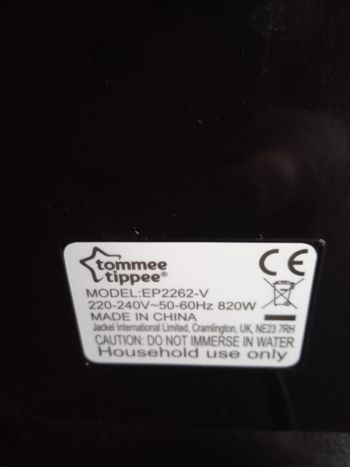 tommee
tippee®
CE
MODEL:EP2262-V
220-240V~50-60Hz 820W
MADE IN CHINA
Jackel International Limited, Cramlington, UK, NE23 7RH
CAUTION: DO NOT IMMERSE IN WATER
Household use only